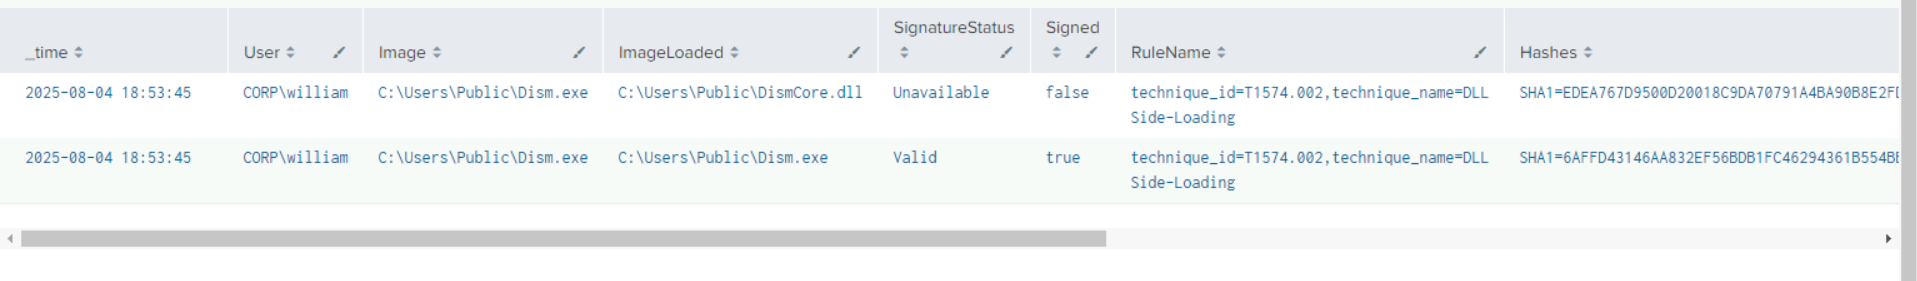 _time User Image ImageLoaded SignatureStatus Signed RuleName Hashes
2025-08-04 18:53:45 CORP\william C:\Users\Public\Dism.exe C:\Users\Public\DismCore.dll Unavailable false technique_id=T1574.002,technique_name=DLL SHA1=EDEA767D9500D20018C9DA70791A4BA90B8E2F
Side-Loading
2025-08-04 18:53:45 CORP\william C:\Users\Public\Dism.exe C:\Users\Public\Dism.exe Valid true technique_id=T1574.002,technique_name=DLL SHA1=6AFFD43146AA832EF56BDB1FC46294361B554B
Side-Loading